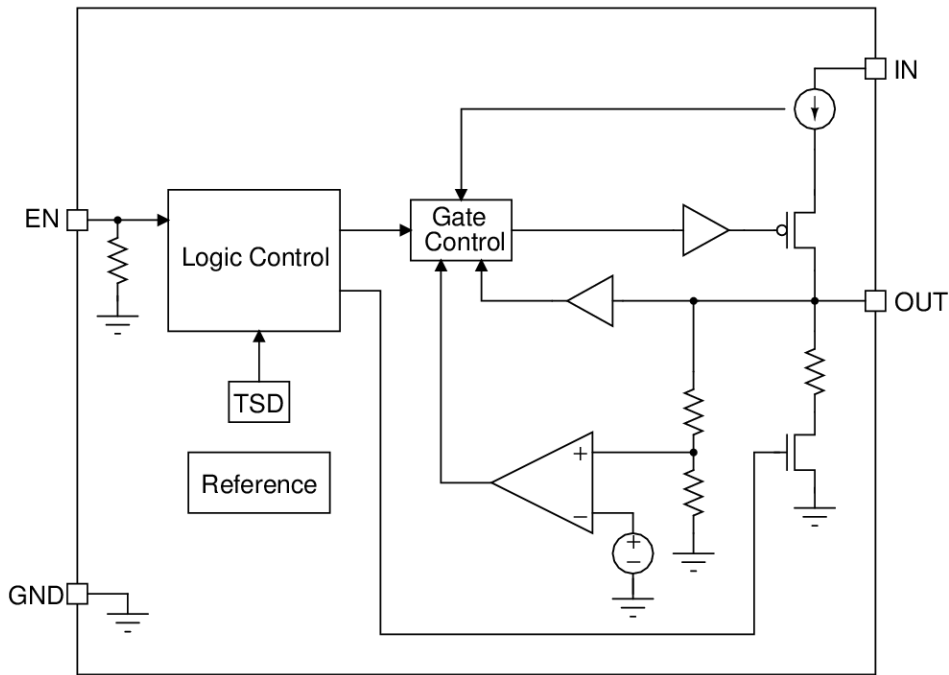 IN
EN
Logic Control
Gate
Control
OUT
TSD
Reference
+
−
+
−
GND